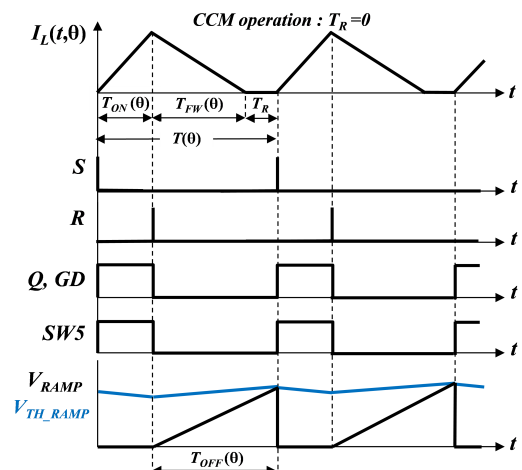 CCM operation : T_R=0
I_L(t,θ)
t
T_ON(θ) T_FW(θ) T_R
T(θ)
S
t
R
t
Q, GD
t
SW5
t
V_RAMP
V_TH_RAMP
t
T_OFF(θ)